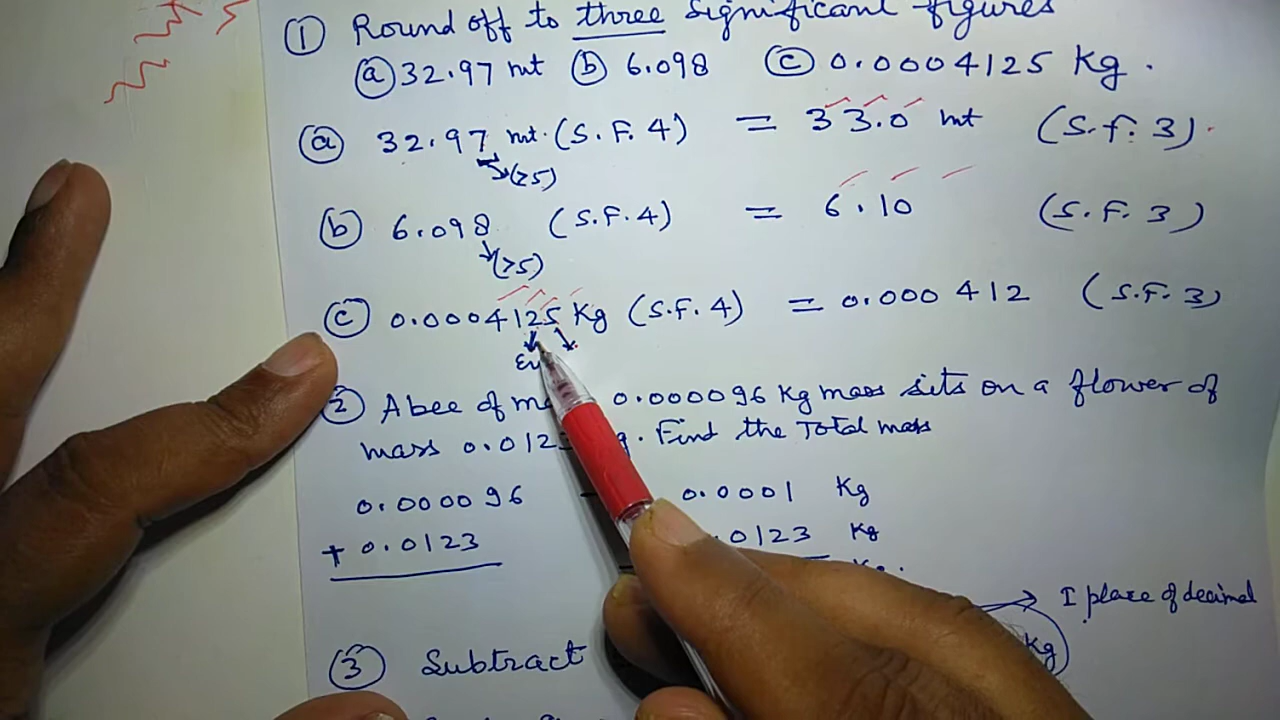 ① Round off to three significant figures
ⓐ 32.97 mt ⓑ 6.098 ⓒ 0.0004125 Kg.
ⓐ 32.97 mt. (S.F. 4) = 33.0 mt (S.f. 3).
(>5)
ⓑ 6.098 (S.F. 4) = 6.10 (S.F. 3)
(>5)
ⓒ 0.0004125 Kg (S.F. 4) = 0.000412 (S.F. 3)
② A bee of 0.000096 Kg mass sits on a flower of
mass 0.0123 . Find the Total mass
0.000096 0.0001 Kg
+ 0.0123 .0123 Kg
I place of decimal
Kg
③ Subtract